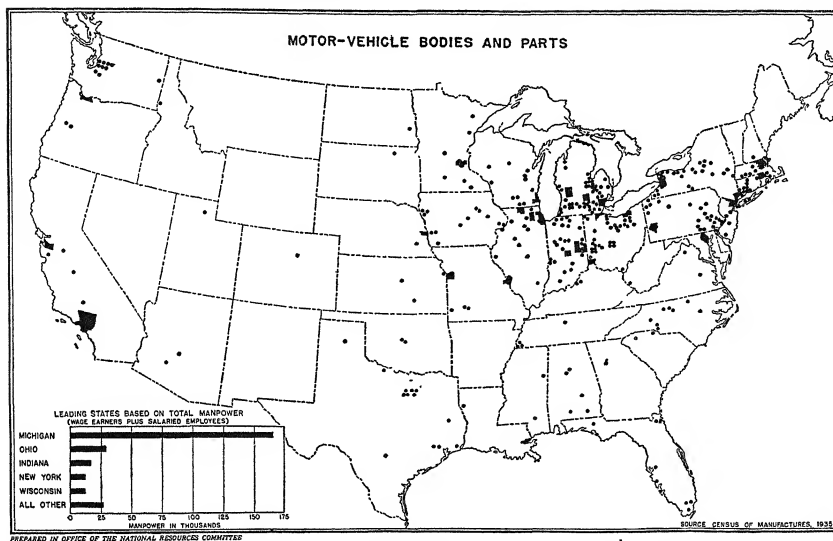 MOTOR-VEHICLE BODIES AND PARTS
LEADING STATES BASED ON TOTAL MANPOWER
(WAGE EARNERS PLUS SALARIED EMPLOYEES)
MICHIGAN
OHIO
INDIANA
NEW YORK
WISCONSIN
ALL OTHER
0 25 50 75 100 125 150 175
MANPOWER IN THOUSANDS
SOURCE CENSUS OF MANUFACTURES, 1935
PREPARED IN OFFICE OF THE NATIONAL RESOURCES COMMITTEE